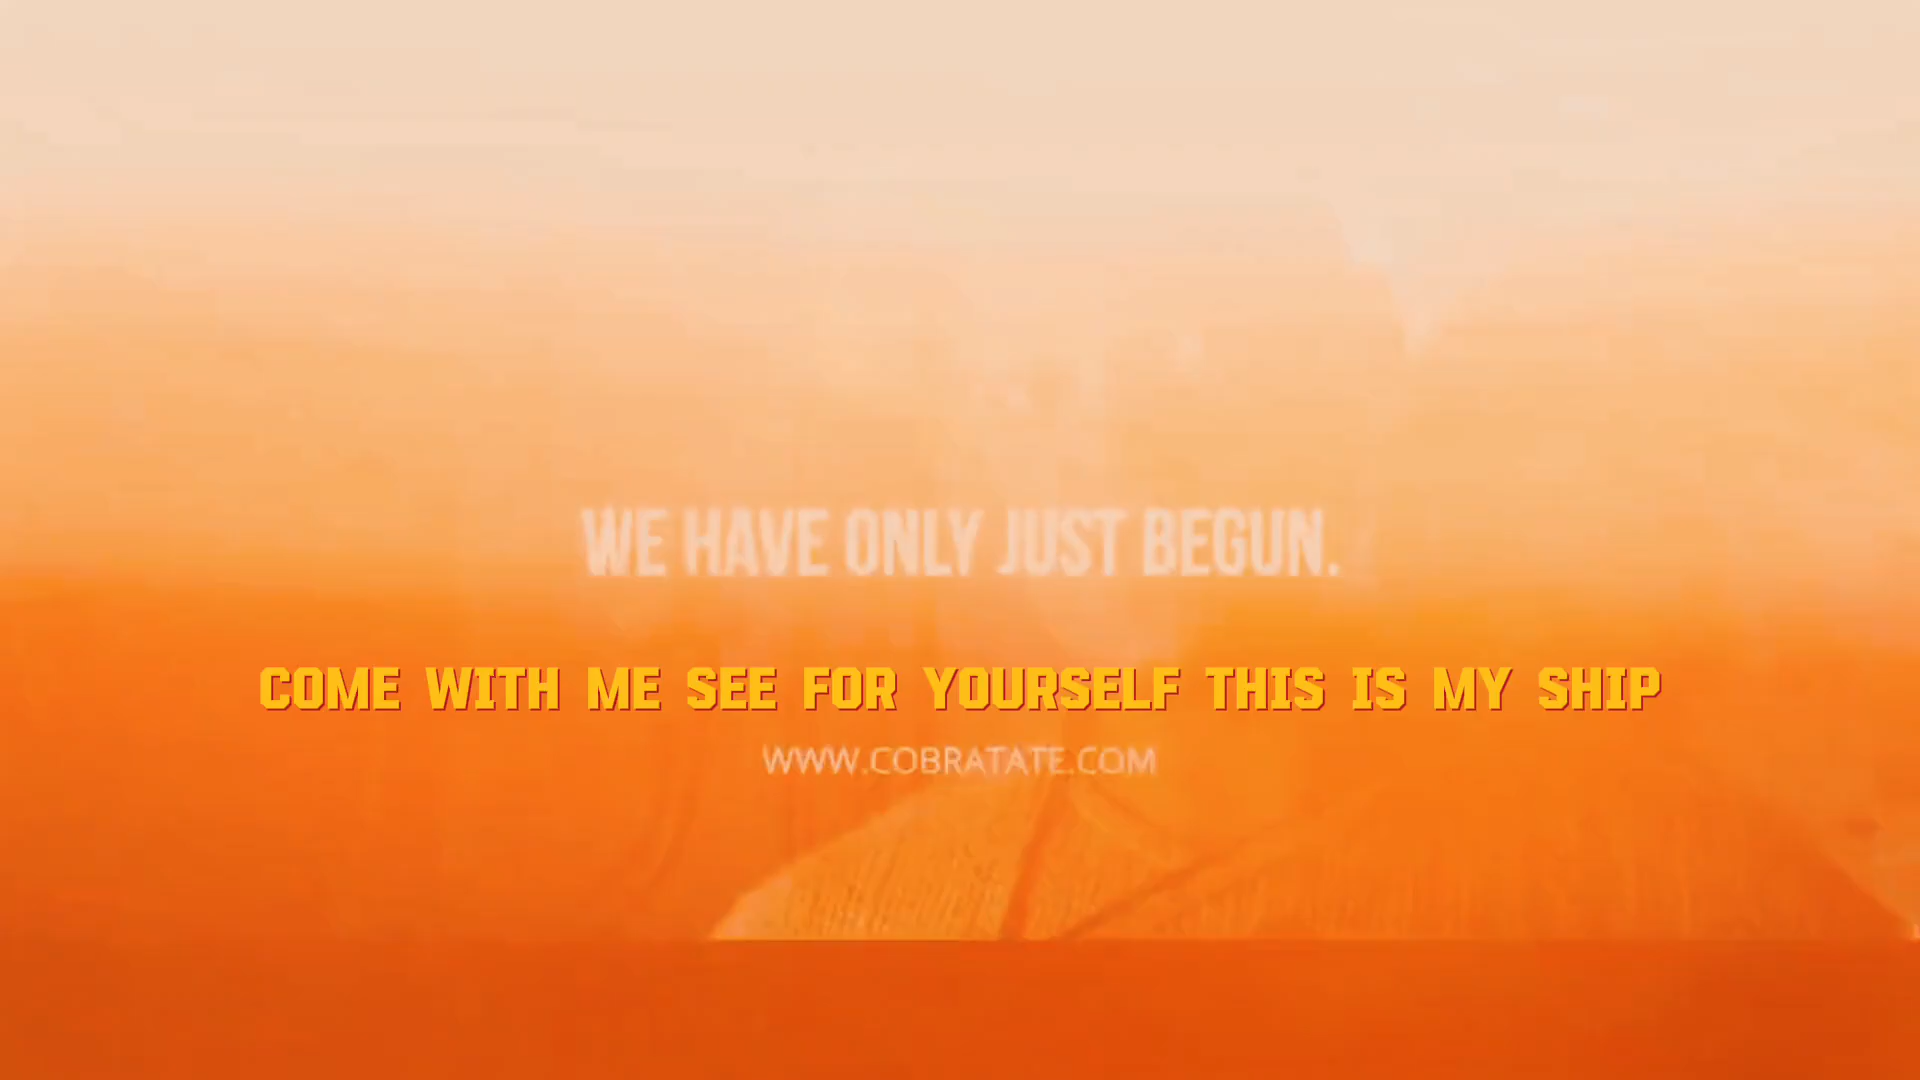 WE HAVE ONLY JUST BEGUN.
COME WITH ME SEE FOR YOURSELF THIS IS MY SHIP
WWW.COBRATATE.COM